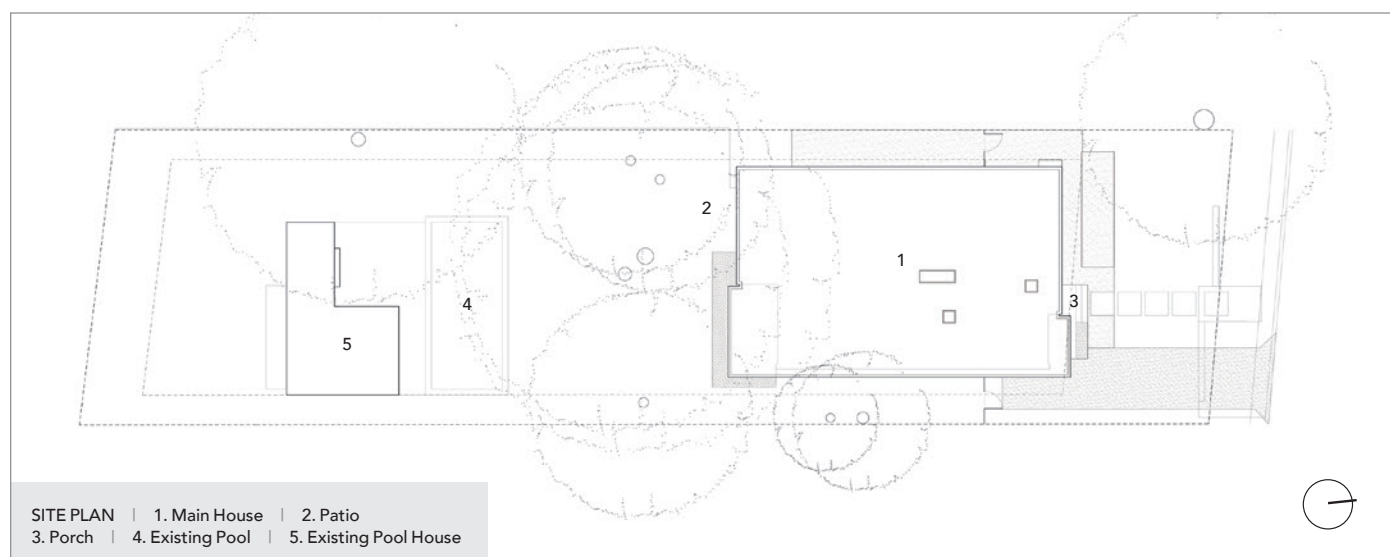 2
1
3
4
5
SITE PLAN | 1. Main House | 2. Patio
3. Porch | 4. Existing Pool | 5. Existing Pool House